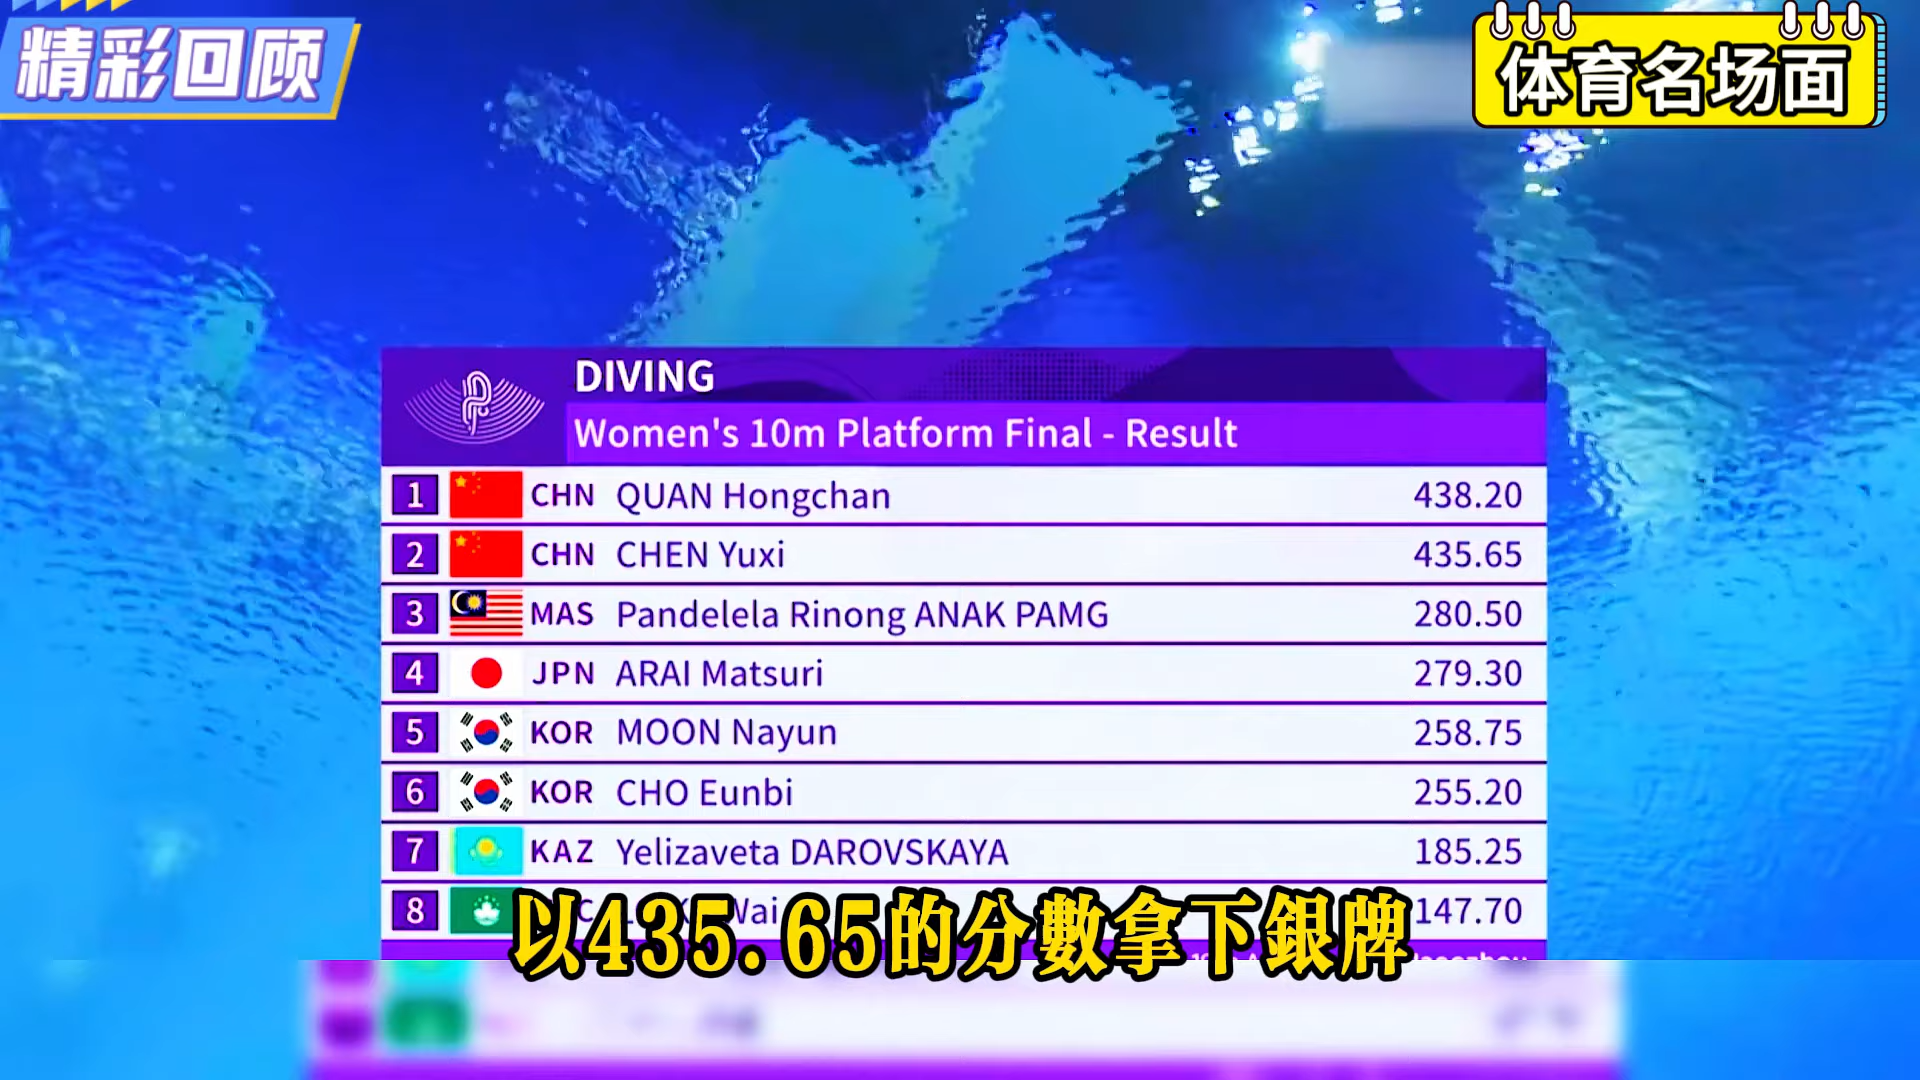 精彩回顾
体育名场面
DIVING
Women's 10m Platform Final - Result
1 CHN QUAN Hongchan 438.20
2 CHN CHEN Yuxi 435.65
3 MAS Pandelela Rinong ANAK PAMG 280.50
4 JPN ARAI Matsuri 279.30
5 KOR MOON Nayun 258.75
6 KOR CHO Eunbi 255.20
7 KAZ Yelizaveta DAROVSKAYA 185.25
8 Wai 147.70
以435.65的分數拿下銀牌